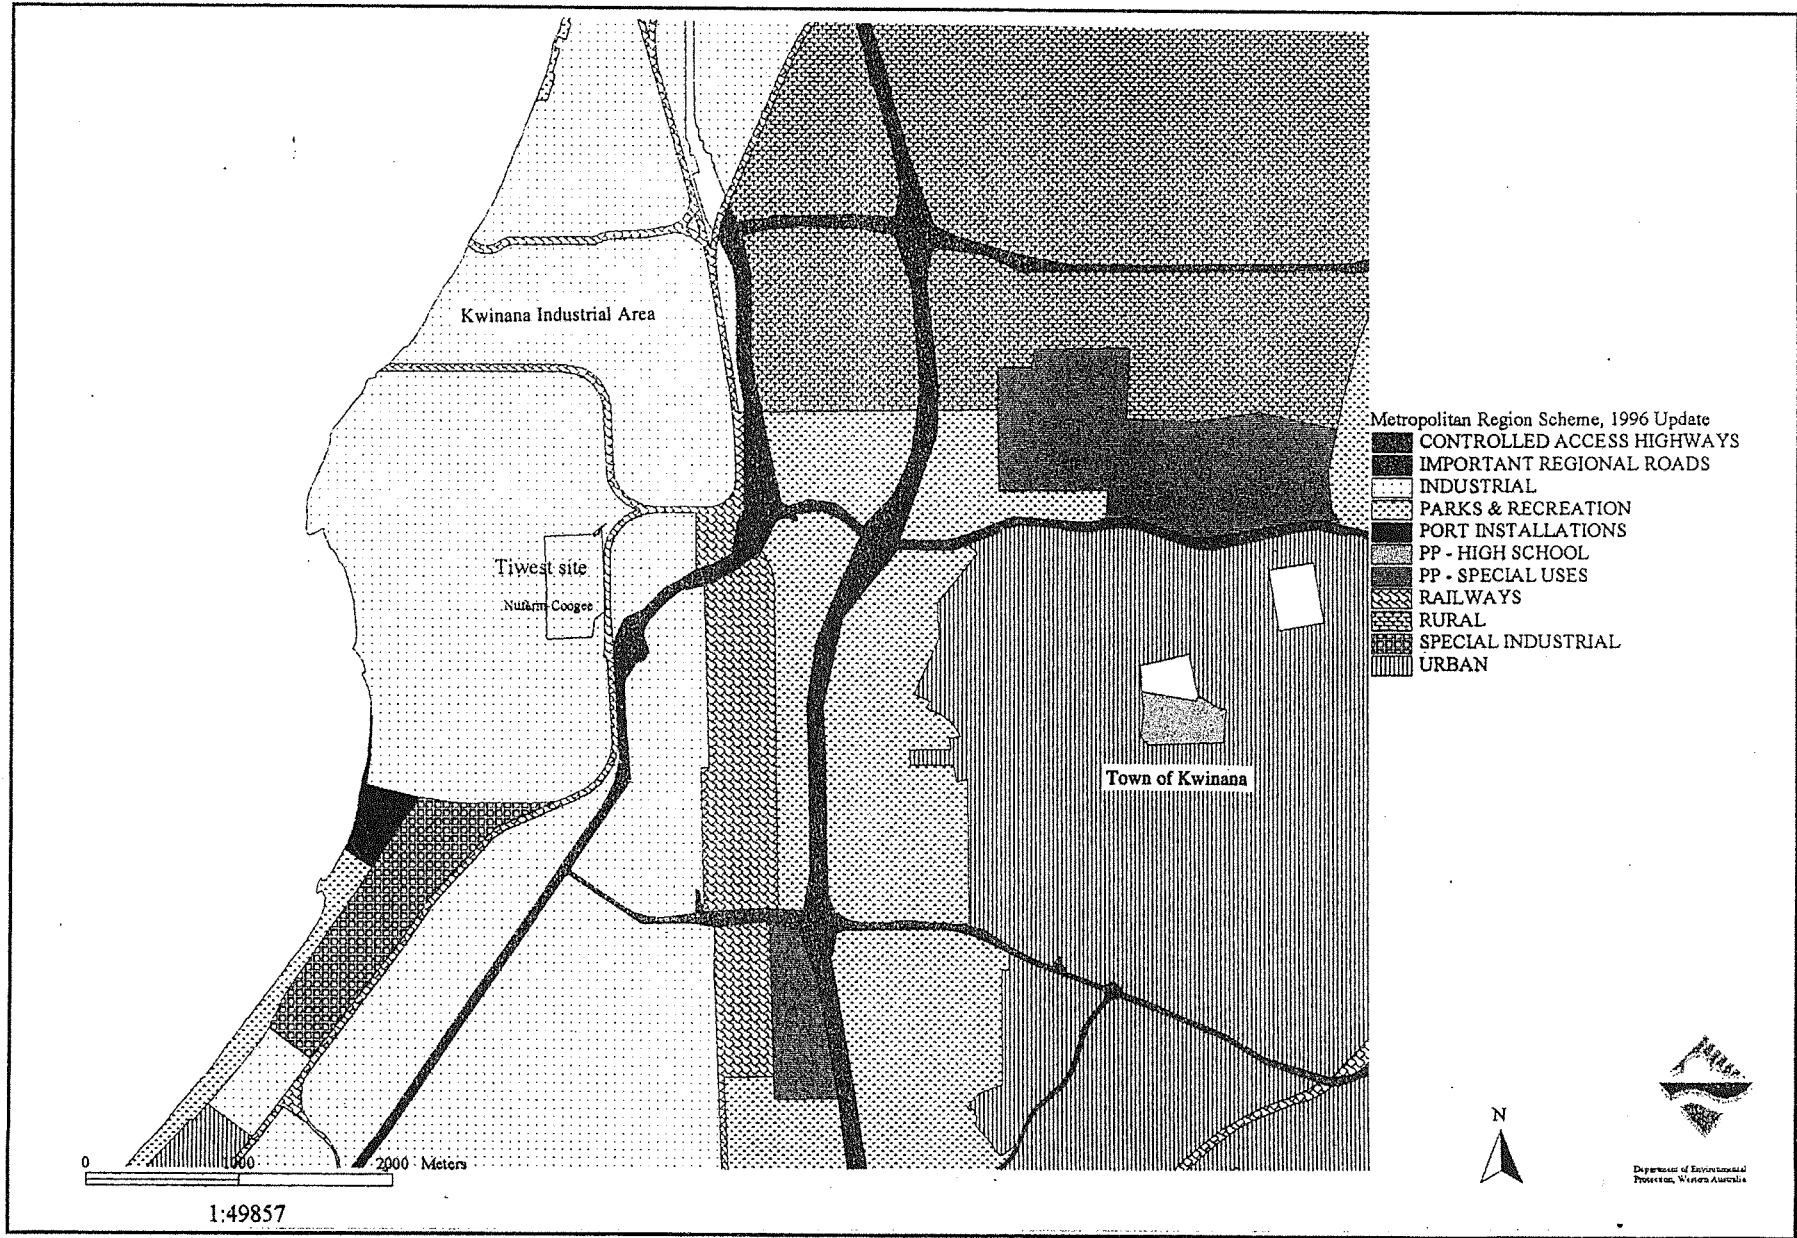 Kwinana Industrial Area
Metropolitan Region Scheme, 1996 Update
CONTROLLED ACCESS HIGHWAYS
IMPORTANT REGIONAL ROADS
INDUSTRIAL
PARKS & RECREATION
PORT INSTALLATIONS
PP - HIGH SCHOOL
PP - SPECIAL USES
RAILWAYS
RURAL
SPECIAL INDUSTRIAL
URBAN
Tiwest site
Nufarm-Coogee
Town of Kwinana
N
0 1000 2000 Meters
1:49857
Department of Environmental
Protection, Western Australia